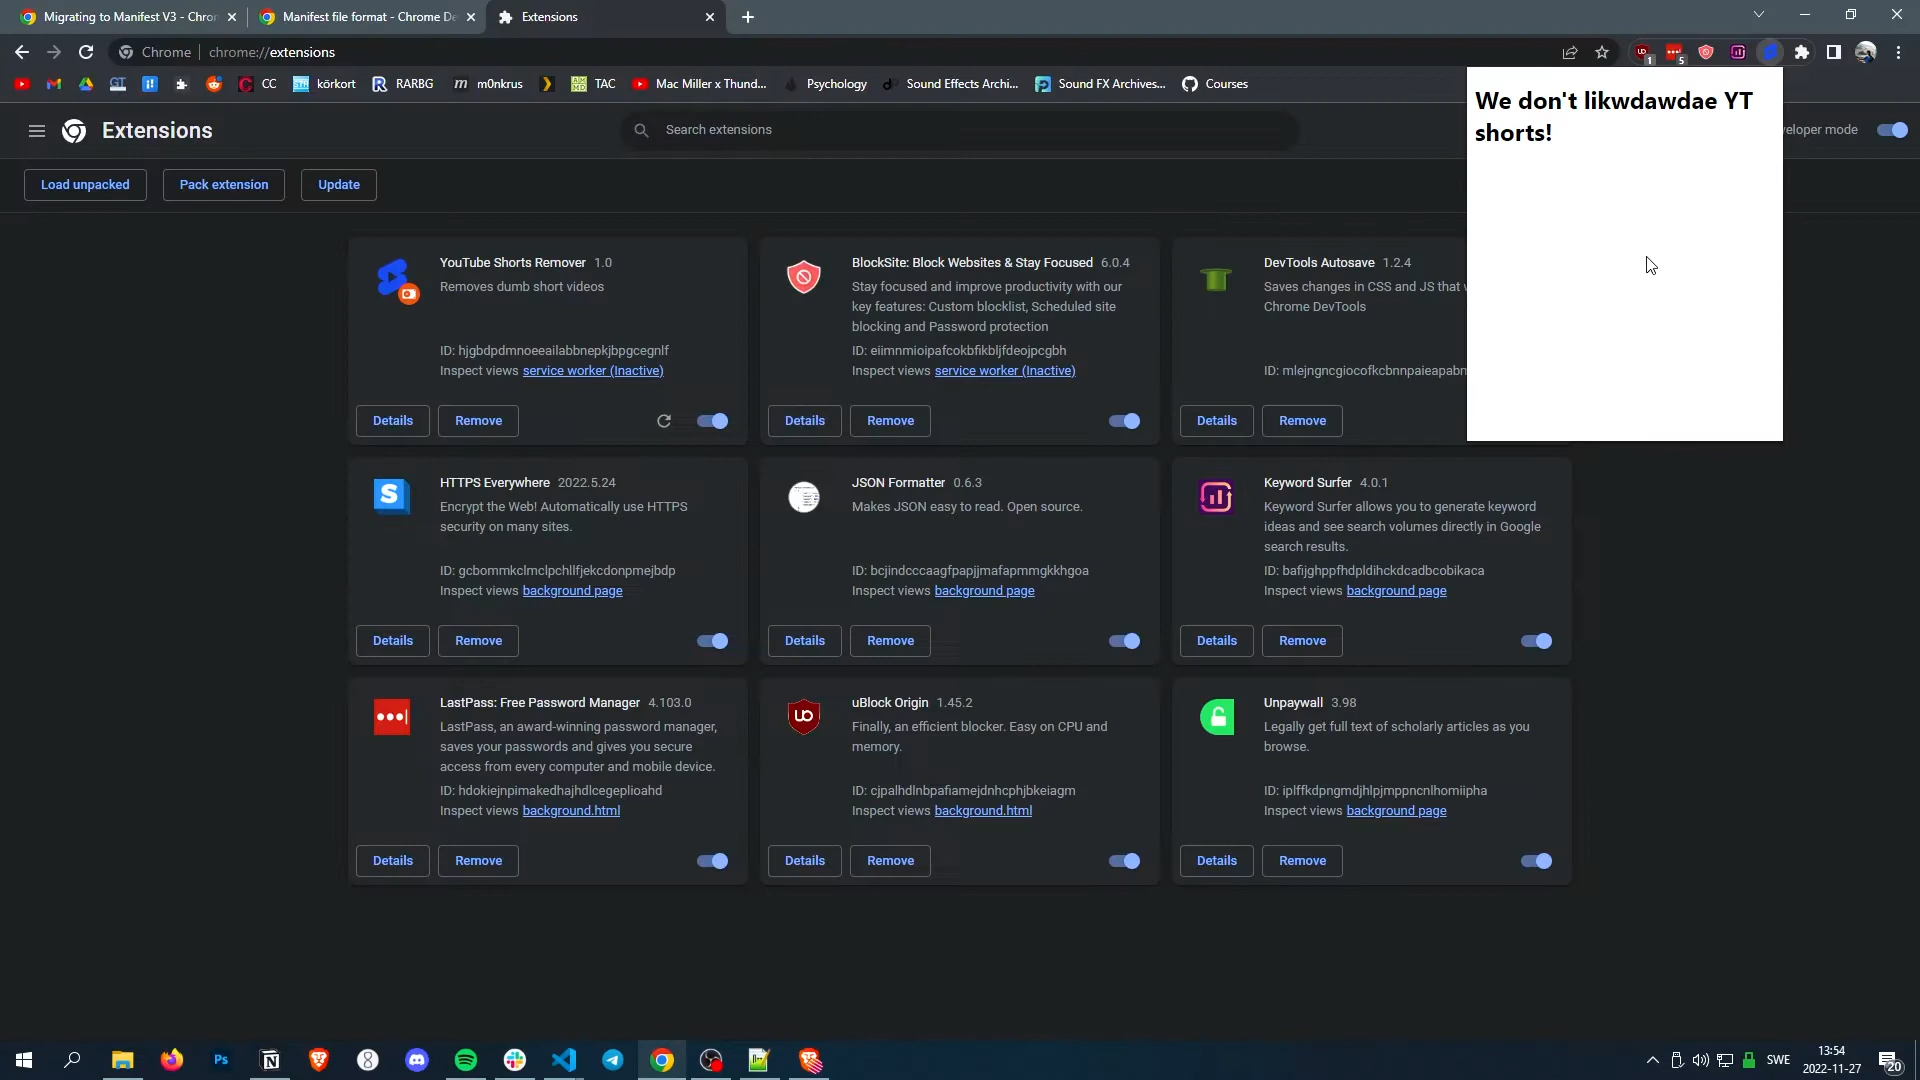 Migrating to Manifest V3 - Chron
Manifest file format - Chrome De
Extensions
Chrome
chrome://extensions
1
5
GT
CC
körkort
RARBG
m0nkrus
TAC
Mac Miller x Thund...
Psychology
Sound Effects Archi...
Sound FX Archives...
Courses
Extensions
Search extensions
eloper mode
We don't likwdawdae YT
shorts!
Load unpacked
Pack extension
Update
YouTube Shorts Remover 1.0
Removes dumb short videos
ID: hjgbdpdmnoeeailabbnepkjbpgcegnlf
Inspect views service worker (Inactive)
Details
Remove
BlockSite: Block Websites & Stay Focused 6.0.4
Stay focused and improve productivity with our
key features: Custom blocklist, Scheduled site
blocking and Password protection
ID: eiimnmioipafcokbfikbljfdeojpcgbh
Inspect views service worker (Inactive)
Details
Remove
DevTools Autosave 1.2.4
Saves changes in CSS and JS that
Chrome DevTools
ID: mlejngncgiocofkcbnnpaieapabn
Details
Remove
HTTPS Everywhere 2022.5.24
Encrypt the Web! Automatically use HTTPS
security on many sites.
ID: gcbommkclmclpchllfjekcdonpmejbdp
Inspect views background page
Details
Remove
JSON Formatter 0.6.3
Makes JSON easy to read. Open source.
ID: bcjindcccaagfpapjjmafapmmgkkhgoa
Inspect views background page
Details
Remove
Keyword Surfer 4.0.1
Keyword Surfer allows you to generate keyword
ideas and see search volumes directly in Google
search results.
ID: bafijghppfhdpldihckdcadbcobikaca
Inspect views background page
Details
Remove
LastPass: Free Password Manager 4.103.0
LastPass, an award-winning password manager,
saves your passwords and gives you secure
access from every computer and mobile device.
ID: hdokiejnpimakedhajhdlcegeplioahd
Inspect views background.html
Details
Remove
uBlock Origin 1.45.2
Finally, an efficient blocker. Easy on CPU and
memory.
ID: cjpalhdlnbpafiamejdnhcphjbkeiagm
Inspect views background.html
Details
Remove
Unpaywall 3.98
Legally get full text of scholarly articles as you
browse.
ID: iplffkdpngmdjhlpjmppncnlhomiipha
Inspect views background page
Details
Remove
Ps
SWE
13:54
2022-11-27
20